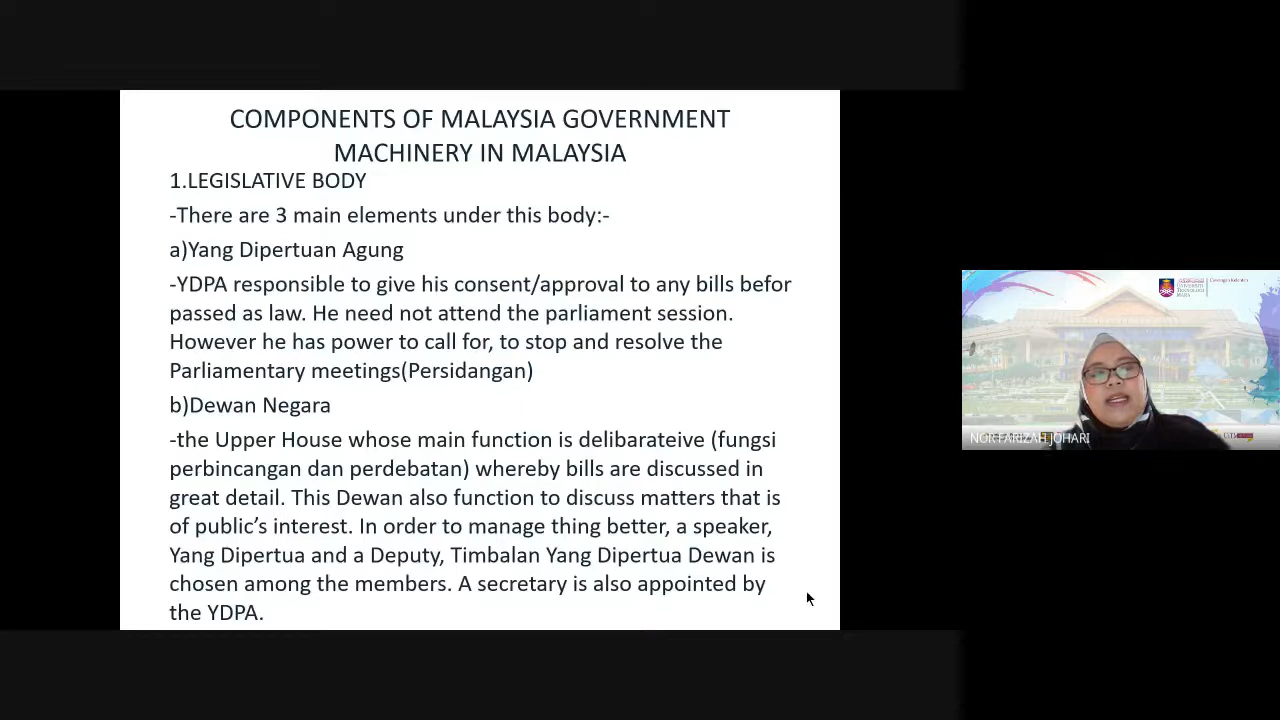 COMPONENTS OF MALAYSIA GOVERNMENT
MACHINERY IN MALAYSIA
1.LEGISLATIVE BODY
-There are 3 main elements under this body:-
a)Yang Dipertuan Agung
-YDPA responsible to give his consent/approval to any bills befor
passed as law. He need not attend the parliament session.
However he has power to call for, to stop and resolve the
Parliamentary meetings(Persidangan)
b)Dewan Negara
-the Upper House whose main function is delibarateive (fungsi
perbincangan dan perdebatan) whereby bills are discussed in
great detail. This Dewan also function to discuss matters that is
of public’s interest. In order to manage thing better, a speaker,
Yang Dipertua and a Deputy, Timbalan Yang Dipertua Dewan is
chosen among the members. A secretary is also appointed by
the YDPA.
UNIVERSITI
TEKNOLOGI
MARA
NOR FARIZAH JOHARI